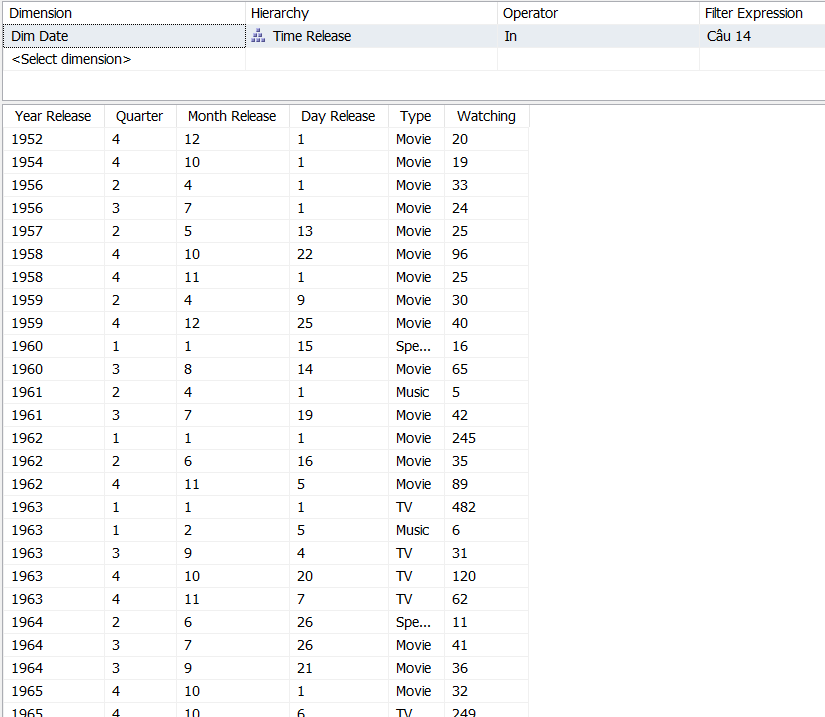 Dimension Hierarchy Operator Filter Expression
Dim Date Time Release In Câu 14
<Select dimension>
Year Release Quarter Month Release Day Release Type Watching
1952 4 12 1 Movie 20
1954 4 10 1 Movie 19
1956 2 4 1 Movie 33
1956 3 7 1 Movie 24
1957 2 5 13 Movie 25
1958 4 10 22 Movie 96
1958 4 11 1 Movie 25
1959 2 4 9 Movie 30
1959 4 12 25 Movie 40
1960 1 1 15 Spe... 16
1960 3 8 14 Movie 65
1961 2 4 1 Music 5
1961 3 7 19 Movie 42
1962 1 1 1 Movie 245
1962 2 6 16 Movie 35
1962 4 11 5 Movie 89
1963 1 1 1 TV 482
1963 1 2 5 Music 6
1963 3 9 4 TV 31
1963 4 10 20 TV 120
1963 4 11 7 TV 62
1964 2 6 26 Spe... 11
1964 3 7 26 Movie 41
1964 3 9 21 Movie 36
1965 4 10 1 Movie 32
1965 4 10 6 TV 249